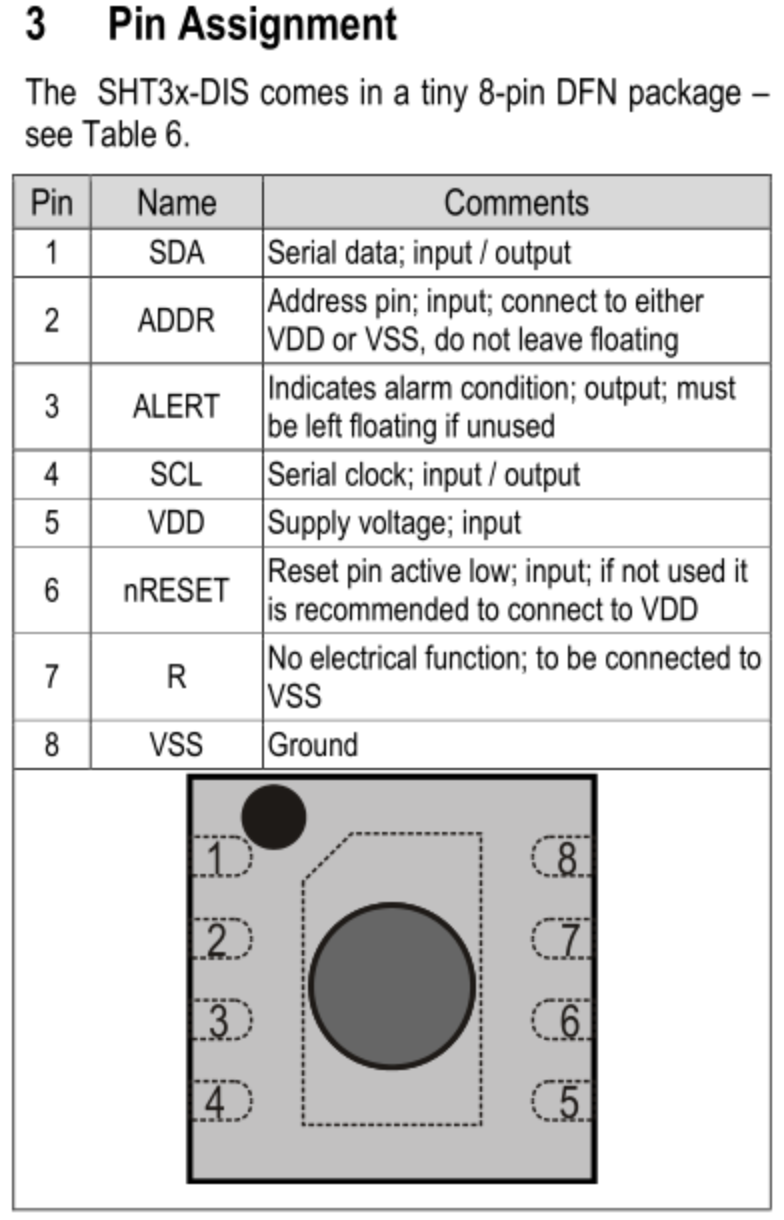 3 Pin Assignment
The SHT3x-DIS comes in a tiny 8-pin DFN package –
see Table 6.
Pin Name Comments
1 SDA Serial data; input / output
2 ADDR Address pin; input; connect to either
VDD or VSS, do not leave floating
3 ALERT Indicates alarm condition; output; must
be left floating if unused
4 SCL Serial clock; input / output
5 VDD Supply voltage; input
6 nRESET Reset pin active low; input; if not used it
is recommended to connect to VDD
7 R No electrical function; to be connected to
VSS
8 VSS Ground
1 8
2 7
3 6
4 5